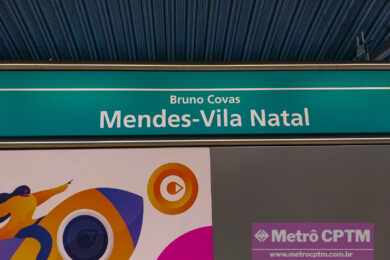 Bruno Covas
Mendes-Vila Natal
Metrô CPTM
www.metrocptm.com.br